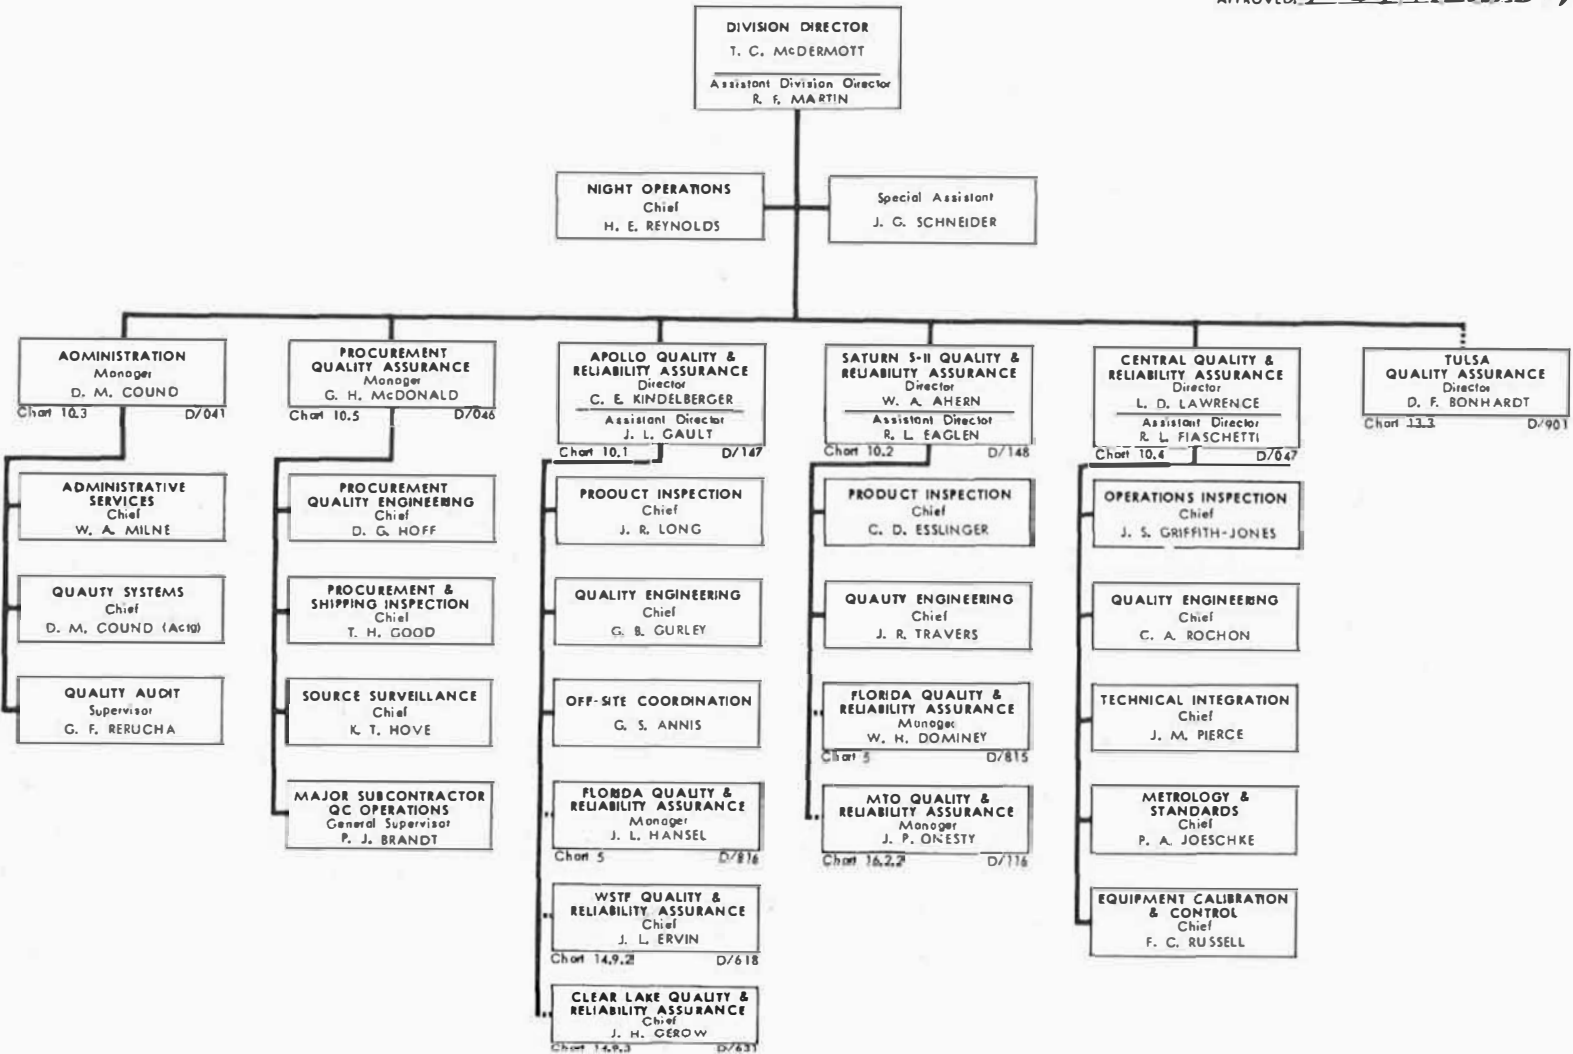 APPROVED:
DIVISION DIRECTOR
T. C. McDERMOTT
Assistant Division Director
R. F. MARTIN
NIGHT OPERATIONS
Chief
H. E. REYNOLDS
Special Assistant
J. G. SCHNEIDER
ADMINISTRATION
Manager
D. M. COUND
Chart 10.3 D/041
PROCUREMENT
QUALITY ASSURANCE
Manager
G. H. McDONALD
Chart 10.5 D/046
APOLLO QUALITY &
RELIABILITY ASSURANCE
Director
C. E. KINDELBERGER
Assistant Director
J. L. GAULT
Chart 10.1 D/147
SATURN S-II QUALITY &
RELIABILITY ASSURANCE
Director
W. A. AHERN
Assistant Director
R. L. EAGLEN
Chart 10.2 D/148
CENTRAL QUALITY &
RELIABILITY ASSURANCE
Director
L. D. LAWRENCE
Assistant Director
R. L. FIASCHETTI
Chart 10.4 D/047
TULSA
QUALITY ASSURANCE
Director
D. F. BONHARDT
Chart 13.3 D/901
ADMINISTRATIVE
SERVICES
Chief
W. A. MILNE
QUALITY SYSTEMS
Chief
D. M. COUND (Actg)
QUALITY AUDIT
Supervisor
G. F. RERUCHA
PROCUREMENT
QUALITY ENGINEERING
Chief
D. G. HOFF
PROCUREMENT &
SHIPPING INSPECTION
Chief
T. H. GOOD
SOURCE SURVEILLANCE
Chief
K. T. HOVE
MAJOR SUBCONTRACTOR
QC OPERATIONS
General Supervisor
P. J. BRANDT
PRODUCT INSPECTION
Chief
J. R. LONG
QUALITY ENGINEERING
Chief
G. B. GURLEY
OFF-SITE COORDINATION
G. S. ANNIS
FLORIDA QUALITY &
RELIABILITY ASSURANCE
Manager
J. L. HANSEL
Chart 5 D/816
WSTF QUALITY &
RELIABILITY ASSURANCE
Chief
J. L. ERVIN
Chart 14.9.2 D/618
CLEAR LAKE QUALITY &
RELIABILITY ASSURANCE
Chief
J. H. GEROW
Chart 14.9.3 D/631
PRODUCT INSPECTION
Chief
C. D. ESSLINGER
QUALITY ENGINEERING
Chief
J. R. TRAVERS
FLORIDA QUALITY &
RELIABILITY ASSURANCE
Manager
W. H. DOMINEY
Chart 5 D/815
MTO QUALITY &
RELIABILITY ASSURANCE
Manager
J. P. ONESTY
Chart 16.2.2 D/116
OPERATIONS INSPECTION
Chief
J. S. GRIFFITH-JONES
QUALITY ENGINEERING
Chief
C. A. ROCHON
TECHNICAL INTEGRATION
Chief
J. M. PIERCE
METROLOGY &
STANDARDS
Chief
P. A. JOESCHKE
EQUIPMENT CALIBRATION
& CONTROL
Chief
F. C. RUSSELL